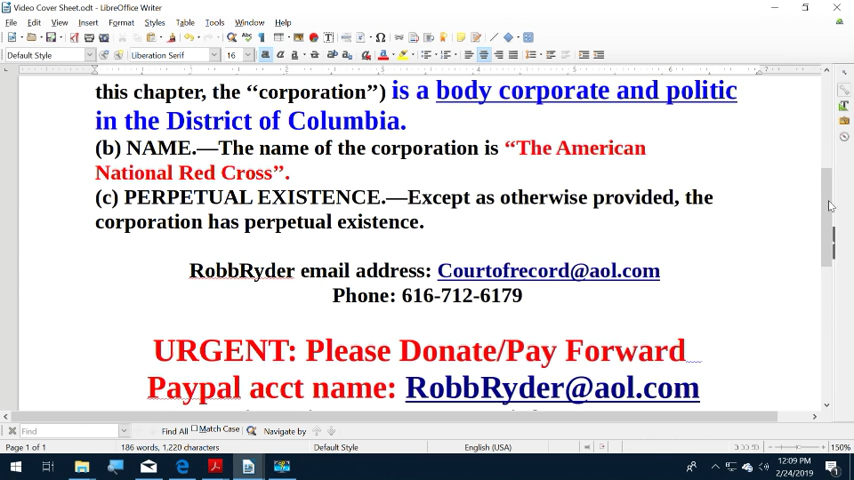 Video Cover Sheet.odt - LibreOffice Writer
File Edit View Insert Format Styles Table Tools Window Help
Default Style Liberation Serif 16
this chapter, the “corporation”) is a body corporate and politic
in the District of Columbia.
(b) NAME.—The name of the corporation is “The American
National Red Cross”.
(c) PERPETUAL EXISTENCE.—Except as otherwise provided, the
corporation has perpetual existence.
RobbRyder email address: Courtofrecord@aol.com
Phone: 616-712-6179
URGENT: Please Donate/Pay Forward
Paypal acct name: RobbRyder@aol.com
Find Find All Match Case Navigate by
Page 1 of 1 186 words, 1,220 characters Default Style English (USA) 150%
12:09 PM
2/24/2019